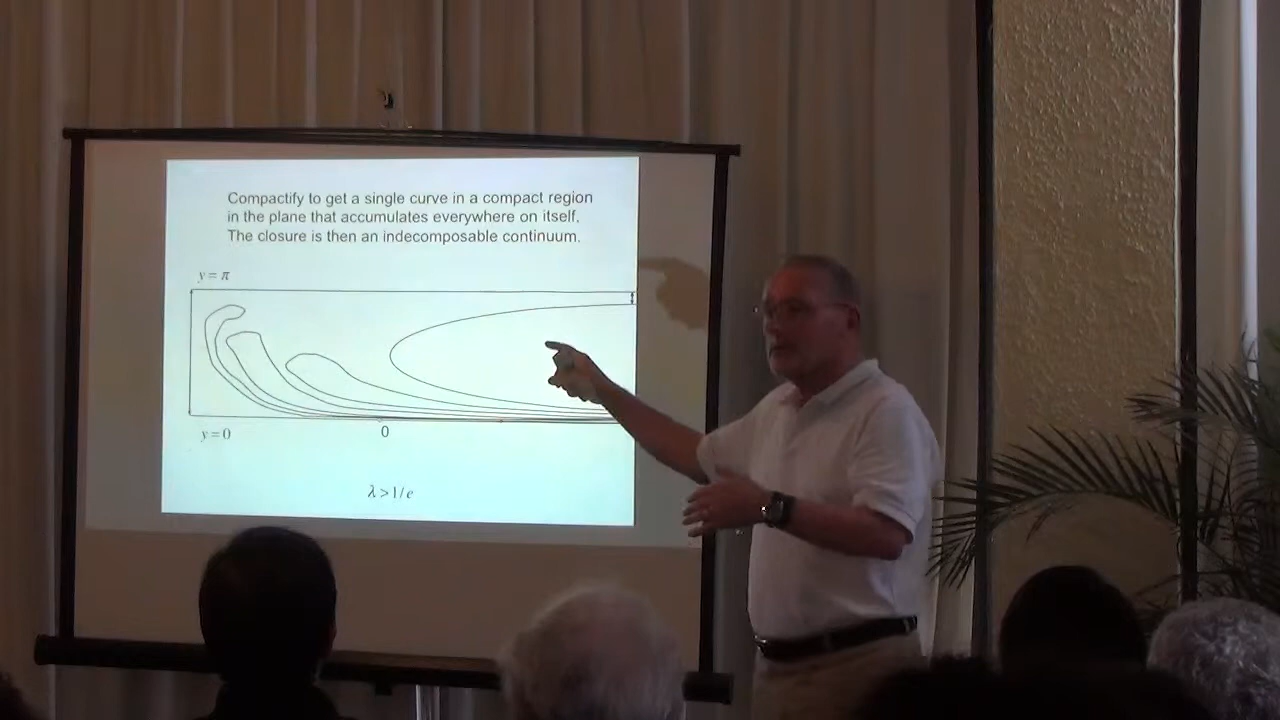 Compactify to get a single curve in a compact region
in the plane that accumulates everywhere on itself.
The closure is then an indecomposable continuum.
y = π
y = 0
0
λ > 1/e